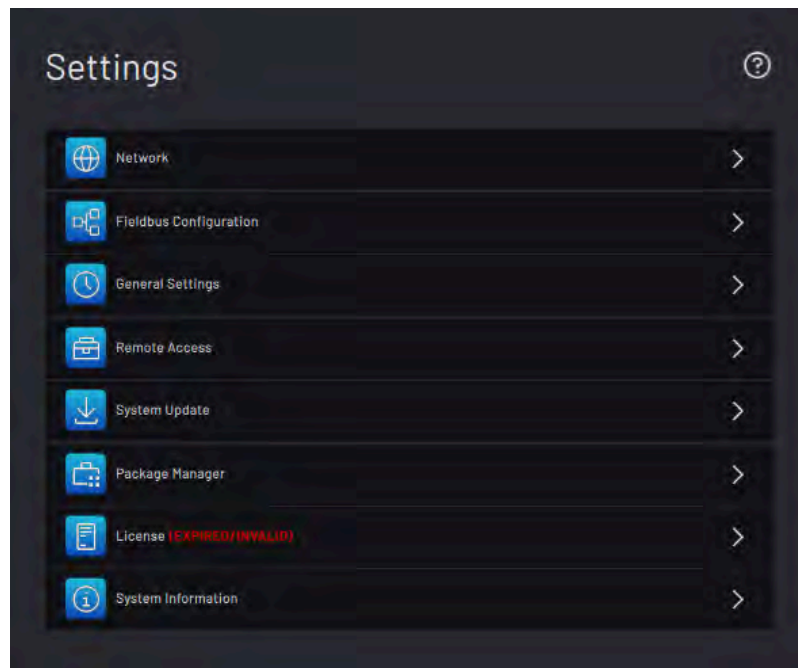 Settings
Network
Fieldbus Configuration
General Settings
Remote Access
System Update
Package Manager
License (EXPIRED/INVALID)
System Information